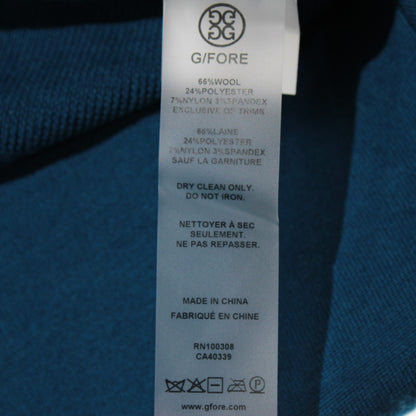 G/FORE
66%WOOL
24%POLYESTER
7%NYLON 3%SPANDEX
EXCLUSIVE OF TRIMS
66%LAINE
24%POLYESTER
7%NYLON 3%SPANDEX
SAUF LA GARNITURE
DRY CLEAN ONLY.
DO NOT IRON.
NETTOYER À SEC
SEULEMENT.
NE PAS REPASSER.
MADE IN CHINA
FABRIQUÉ EN CHINE
RN100308
CA40339
www.gfore.com